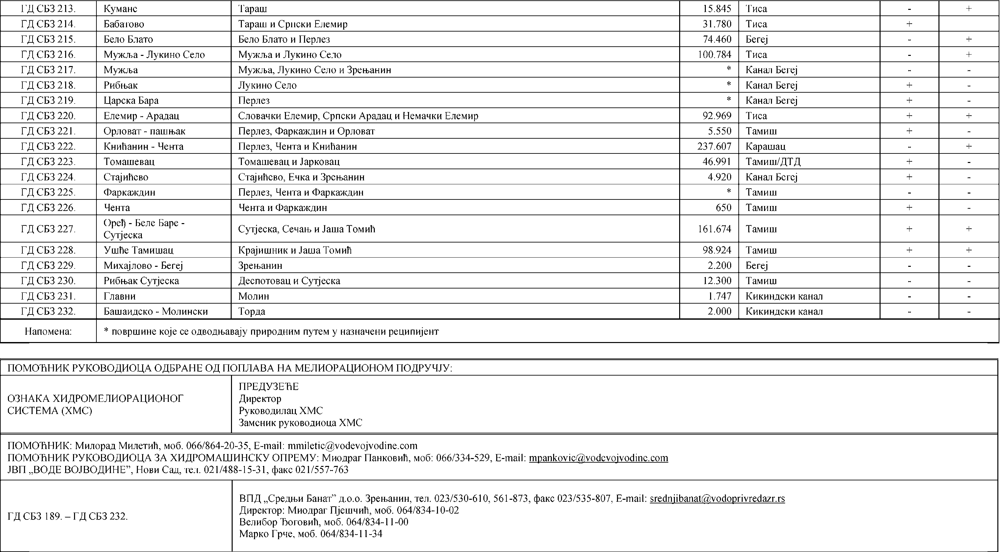 ГД СБЗ 213. Кумане Тараш 15.845 Тиса - +
ГД СБЗ 214. Бабатово Тараш и Српски Елемир 31.780 Тиса +
ГД СБЗ 215. Бело Блато Бело Блато и Перлез 74.460 Бегеј - +
ГД СБЗ 216. Мужља - Лукино Село Мужља и Лукино Село 100.784 Тиса - +
ГД СБЗ 217. Мужља Мужља, Лукино Село и Зрењанин * Канал Бегеј - -
ГД СБЗ 218. Рибњак Лукино Село * Канал Бегеј + -
ГД СБЗ 219. Царска Бара Перлез * Канал Бегеј + -
ГД СБЗ 220. Елемир - Арадац Словачки Елемир, Српски Арадац и Немачки Елемир 92.969 Тиса + +
ГД СБЗ 221. Орловат - пашњак Перлез, Фаркаждин и Орловат 5.550 Тамиш + -
ГД СБЗ 222. Книћанин - Чента Перлез, Чента и Книћанин 237.607 Карашац - +
ГД СБЗ 223. Томашевац Томашевац и Јарковац 46.991 Тамиш/ДТД + -
ГД СБЗ 224. Стајићево Стајићево, Ечка и Зрењанин 4.920 Канал Бегеј + -
ГД СБЗ 225. Фаркаждин Перлез, Чента и Фаркаждин * Тамиш - -
ГД СБЗ 226. Чента Чента и Фаркаждин 650 Тамиш + -
ГД СБЗ 227. Оређ - Беле Баре -
Сутјеска Сутјеска, Сечањ и Јаша Томић 161.674 Тамиш + +
ГД СБЗ 228. Ушће Тамишац Крајишник и Јаша Томић 98.924 Тамиш + +
ГД СБЗ 229. Михајлово - Бегеј Зрењанин 2.200 Бегеј - -
ГД СБЗ 230. Рибњак Сутјеска Деспотовац и Сутјеска 12.300 Тамиш - -
ГД СБЗ 231. Главни Молин 1.747 Кикиндски канал - -
ГД СБЗ 232. Башаидско - Молински Торда 2.000 Кикиндски канал - -
Напомена: * површине које се одводњавају природним путем у назначени реципијент
ПОМОЋНИК РУКОВОДИОЦА ОДБРАНЕ ОД ПОПЛАВА НА МЕЛИОРАЦИОНОМ ПОДРУЧЈУ:
ОЗНАКА ХИДРОМЕЛИОРАЦИОНОГ
СИСТЕМА (ХМС)
ПРЕДУЗЕЋЕ
Директор
Руководилац ХМС
Заменик руководиоца ХМС
ПОМОЋНИК: Милорад Милетић, моб. 066/864-20-35, E-mail: mmiletic@vodevojvodine.com
ПОМОЋНИК РУКОВОДИОЦА ЗА ХИДРОМАШИНСКУ ОПРЕМУ: Миодраг Панковић, моб: 066/334-529, E-mail: mpankovic@vodevojvodine.com
ЈВП „ВОДЕ ВОЈВОДИНЕ”, Нови Сад, тел. 021/488-15-31, факс 021/557-763
ГД СБЗ 189. – ГД СБЗ 232.
ВПД „Средњи Банат” д.о.о. Зрењанин, тел. 023/530-610, 561-873, факс 023/535-807, E-mail: srednjibanat@vodoprivredazr.rs
Директор: Миодраг Пјешчић, моб. 064/834-10-02
Велибор Ђоговић, моб. 064/834-11-00
Марко Грче, моб. 064/834-11-34